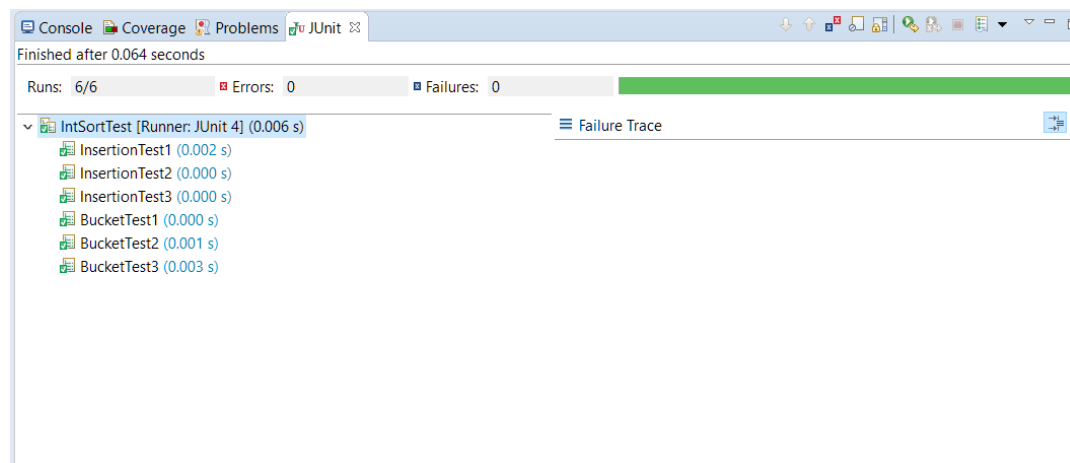 Console Coverage Problems JUnit
Finished after 0.064 seconds
Runs: 6/6 Errors: 0 Failures: 0
IntSortTest [Runner: JUnit 4] (0.006 s)
Failure Trace
InsertionTest1 (0.002 s)
InsertionTest2 (0.000 s)
InsertionTest3 (0.000 s)
BucketTest1 (0.000 s)
BucketTest2 (0.001 s)
BucketTest3 (0.003 s)